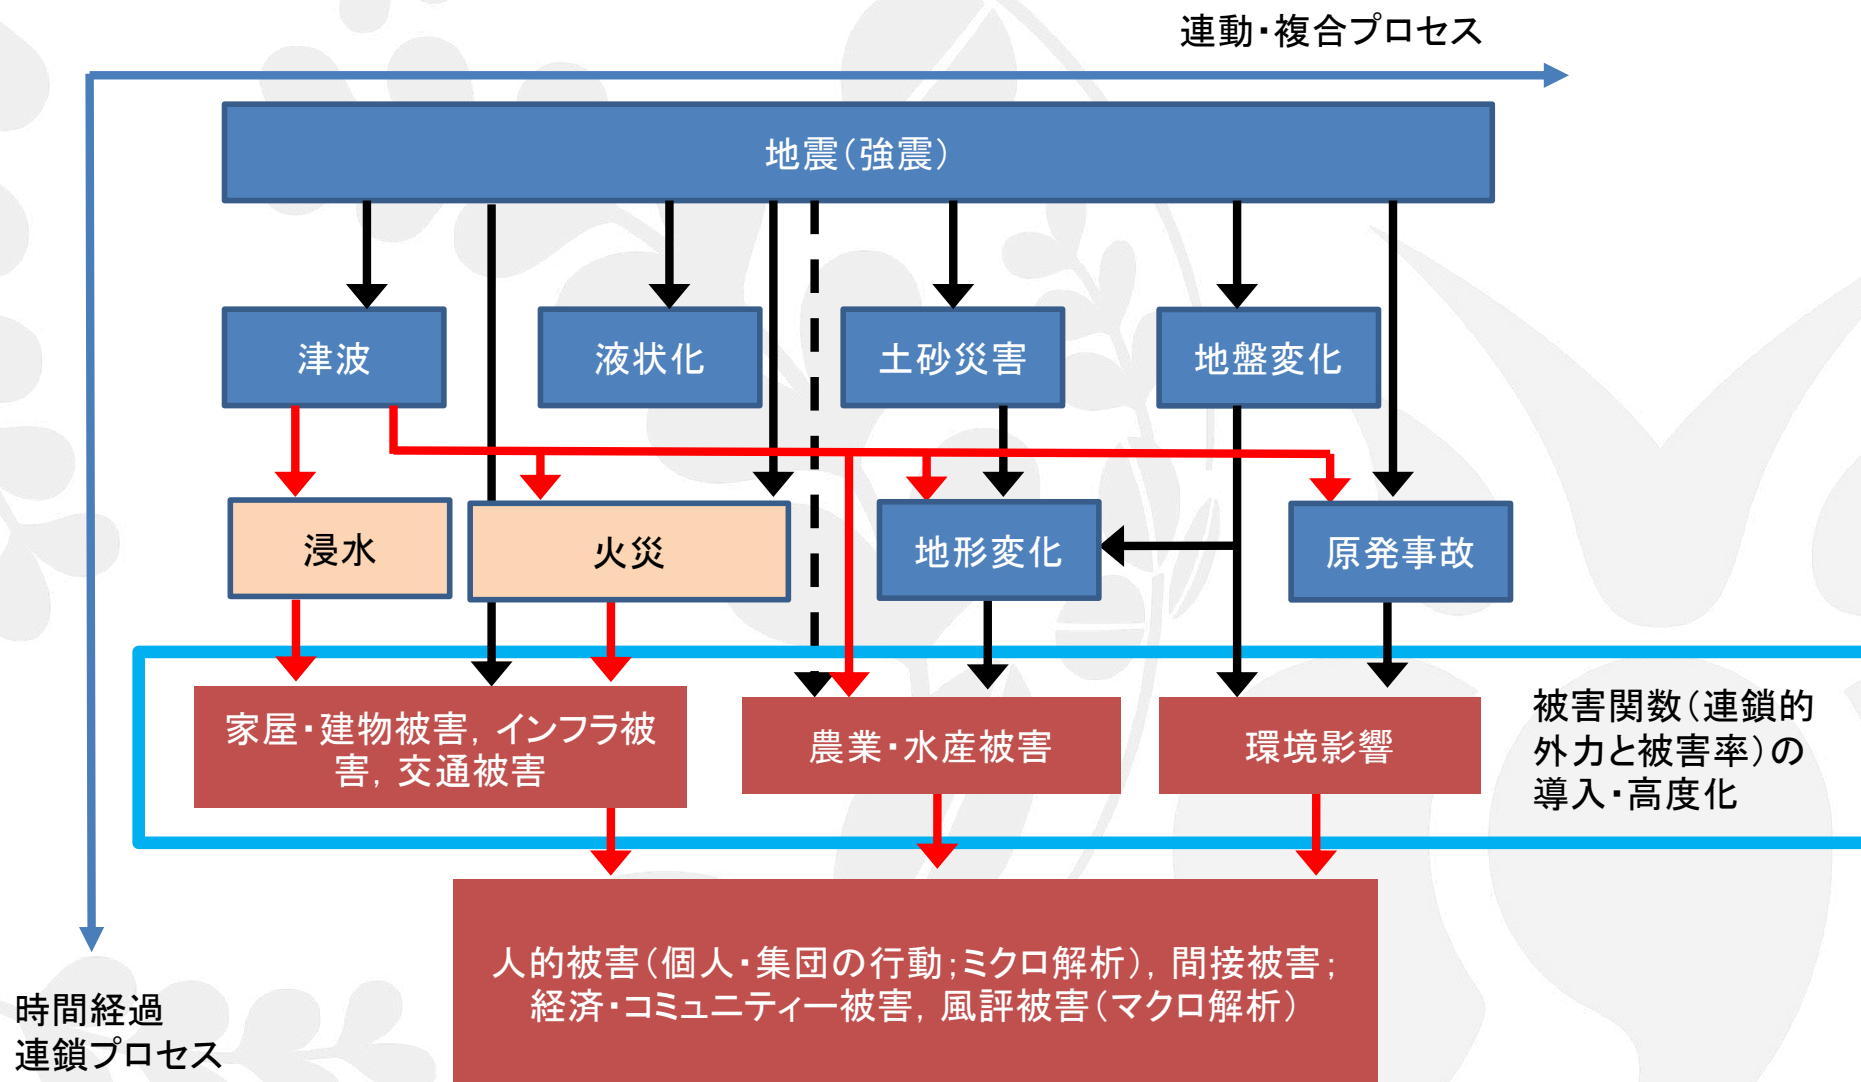 連動・複合プロセス
地震（強震）
津波
液状化
土砂災害
地盤変化
浸水
火災
地形変化
原発事故
家屋・建物被害，インフラ被
害，交通被害
農業・水産被害
環境影響
被害関数（連鎖的
外力と被害率）の
導入・高度化
人的被害（個人・集団の行動；ミクロ解析），間接被害；
経済・コミュニティー被害，風評被害（マクロ解析）
時間経過
連鎖プロセス